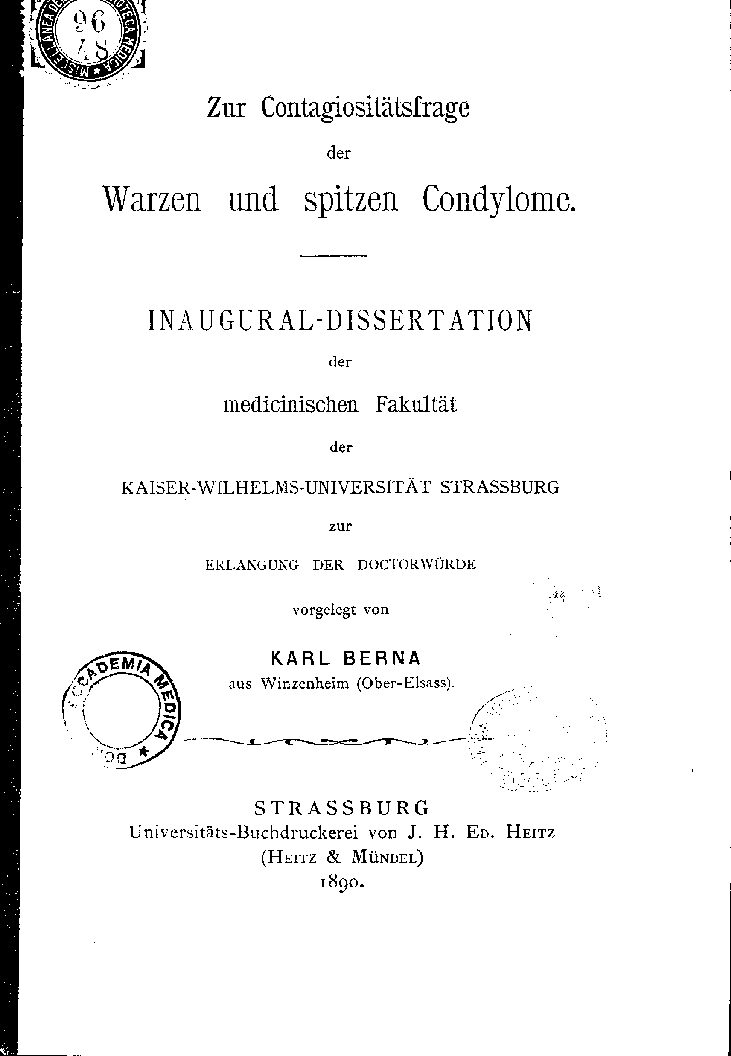 96
87
Zur Contagiositätsfrage
der
Warzen und spitzen Condylome.
INAUGURAL-DISSERTATION
der
medicinischen Fakultät
der
KAISER-WILHELMS-UNIVERSITÄT STRASSBURG
zur
ERLANGUNG DER DOCTORWÜRDE
vorgelegt von
KARL BERNA
aus Winzenheim (Ober-Elsass).
ACCADEMIA MEDICA
STRASSBURG
Universitäts-Buchdruckerei von J. H. ED. HEITZ
(HEITZ & MÜNDEL)
1890.